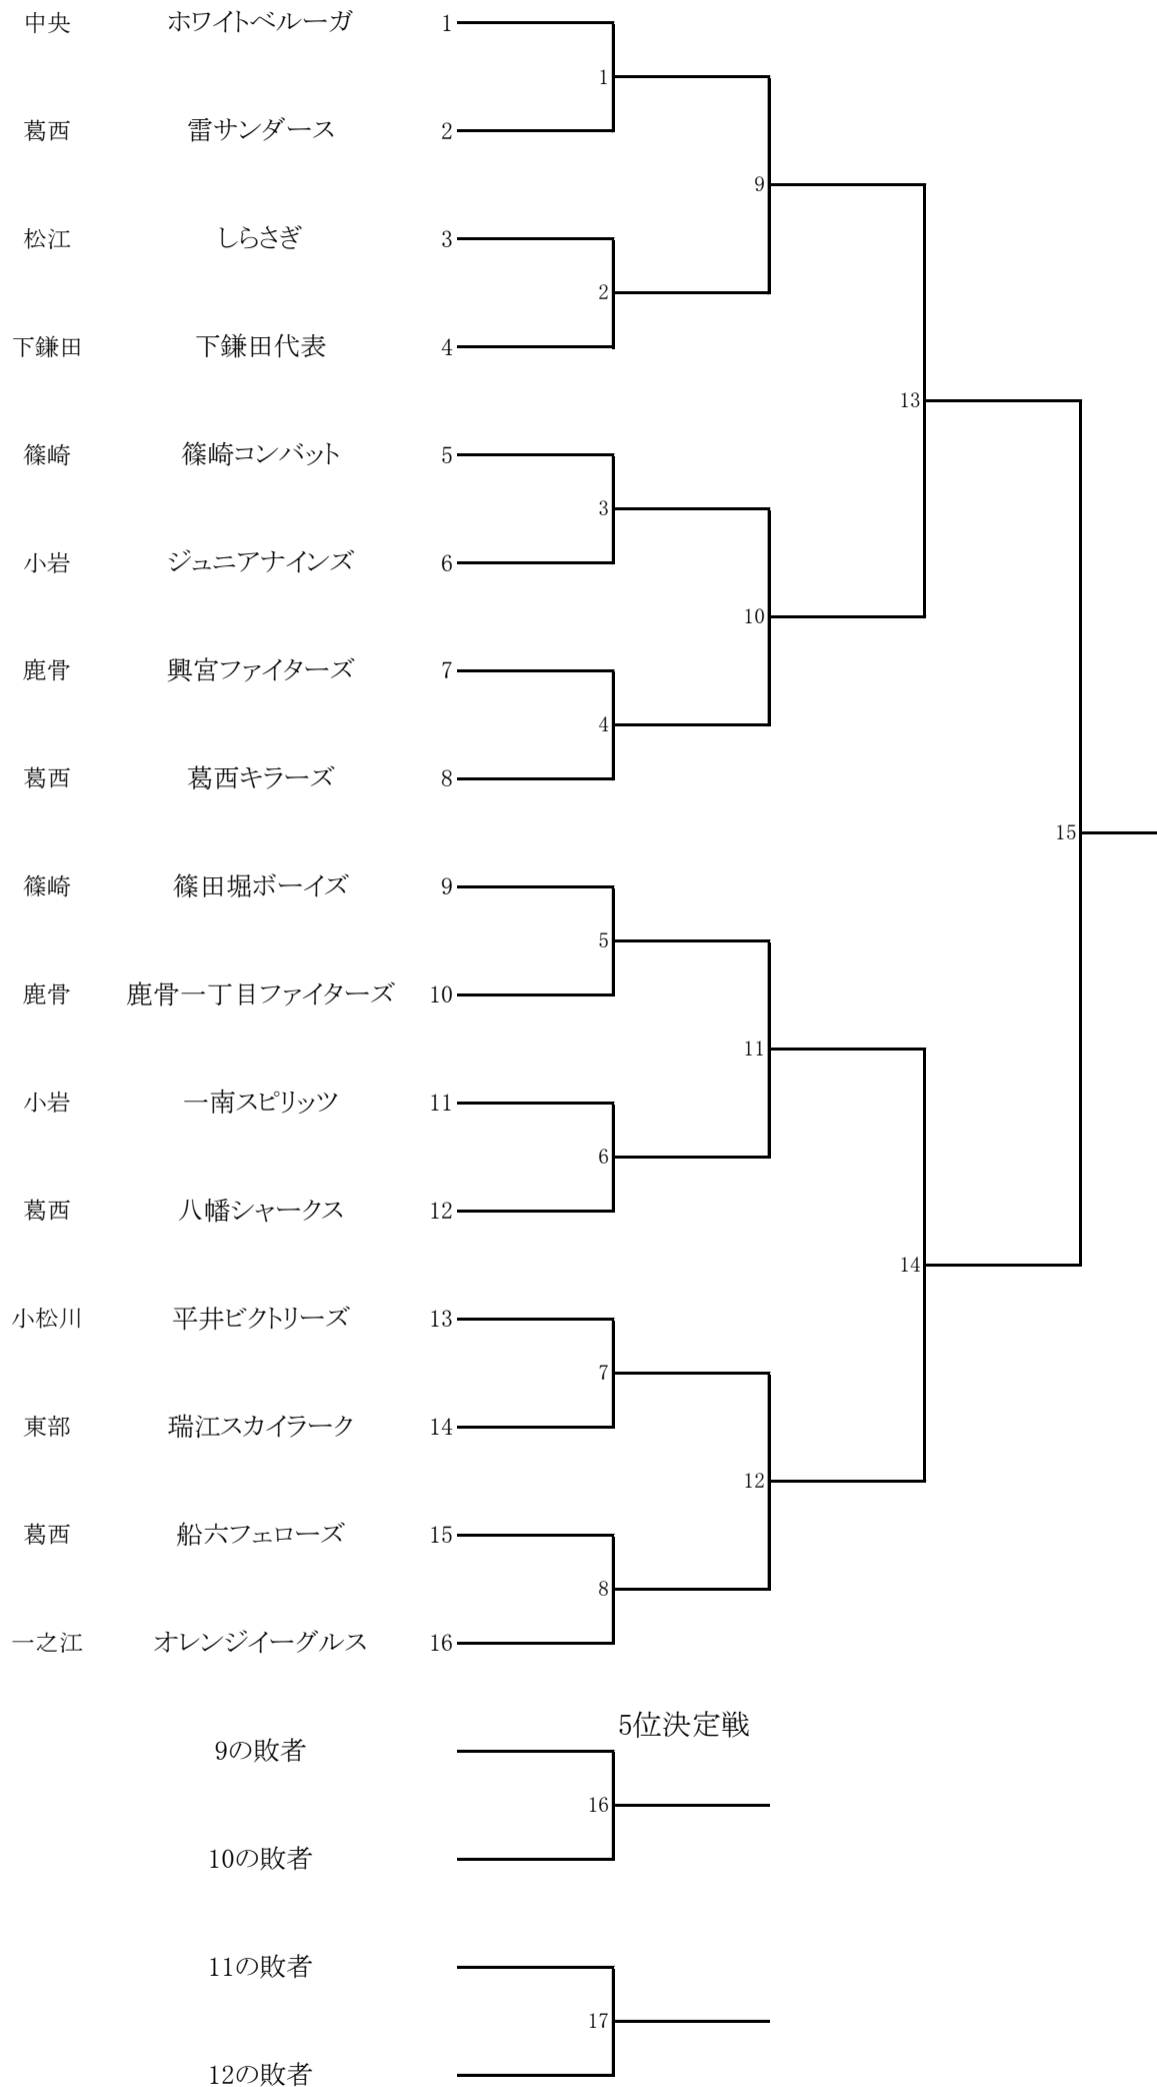 中央 ホワイトベルーガ 1
1
葛西 雷サンダース 2
9
松江 しらさぎ 3
2
下鎌田 下鎌田代表 4
13
篠崎 篠崎コンバット 5
3
小岩 ジュニアナインズ 6
10
鹿骨 興宮ファイターズ 7
4
葛西 葛西キラーズ 8
15
篠崎 篠田堀ボーイズ 9
5
鹿骨 鹿骨一丁目ファイターズ 10
11
小岩 一南スピリッツ 11
6
葛西 八幡シャークス 12
14
小松川 平井ビクトリーズ 13
7
東部 瑞江スカイラーク 14
12
葛西 船六フェローズ 15
8
一之江 オレンジイーグルス 16
5位決定戦
9の敗者
16
10の敗者
11の敗者
17
12の敗者